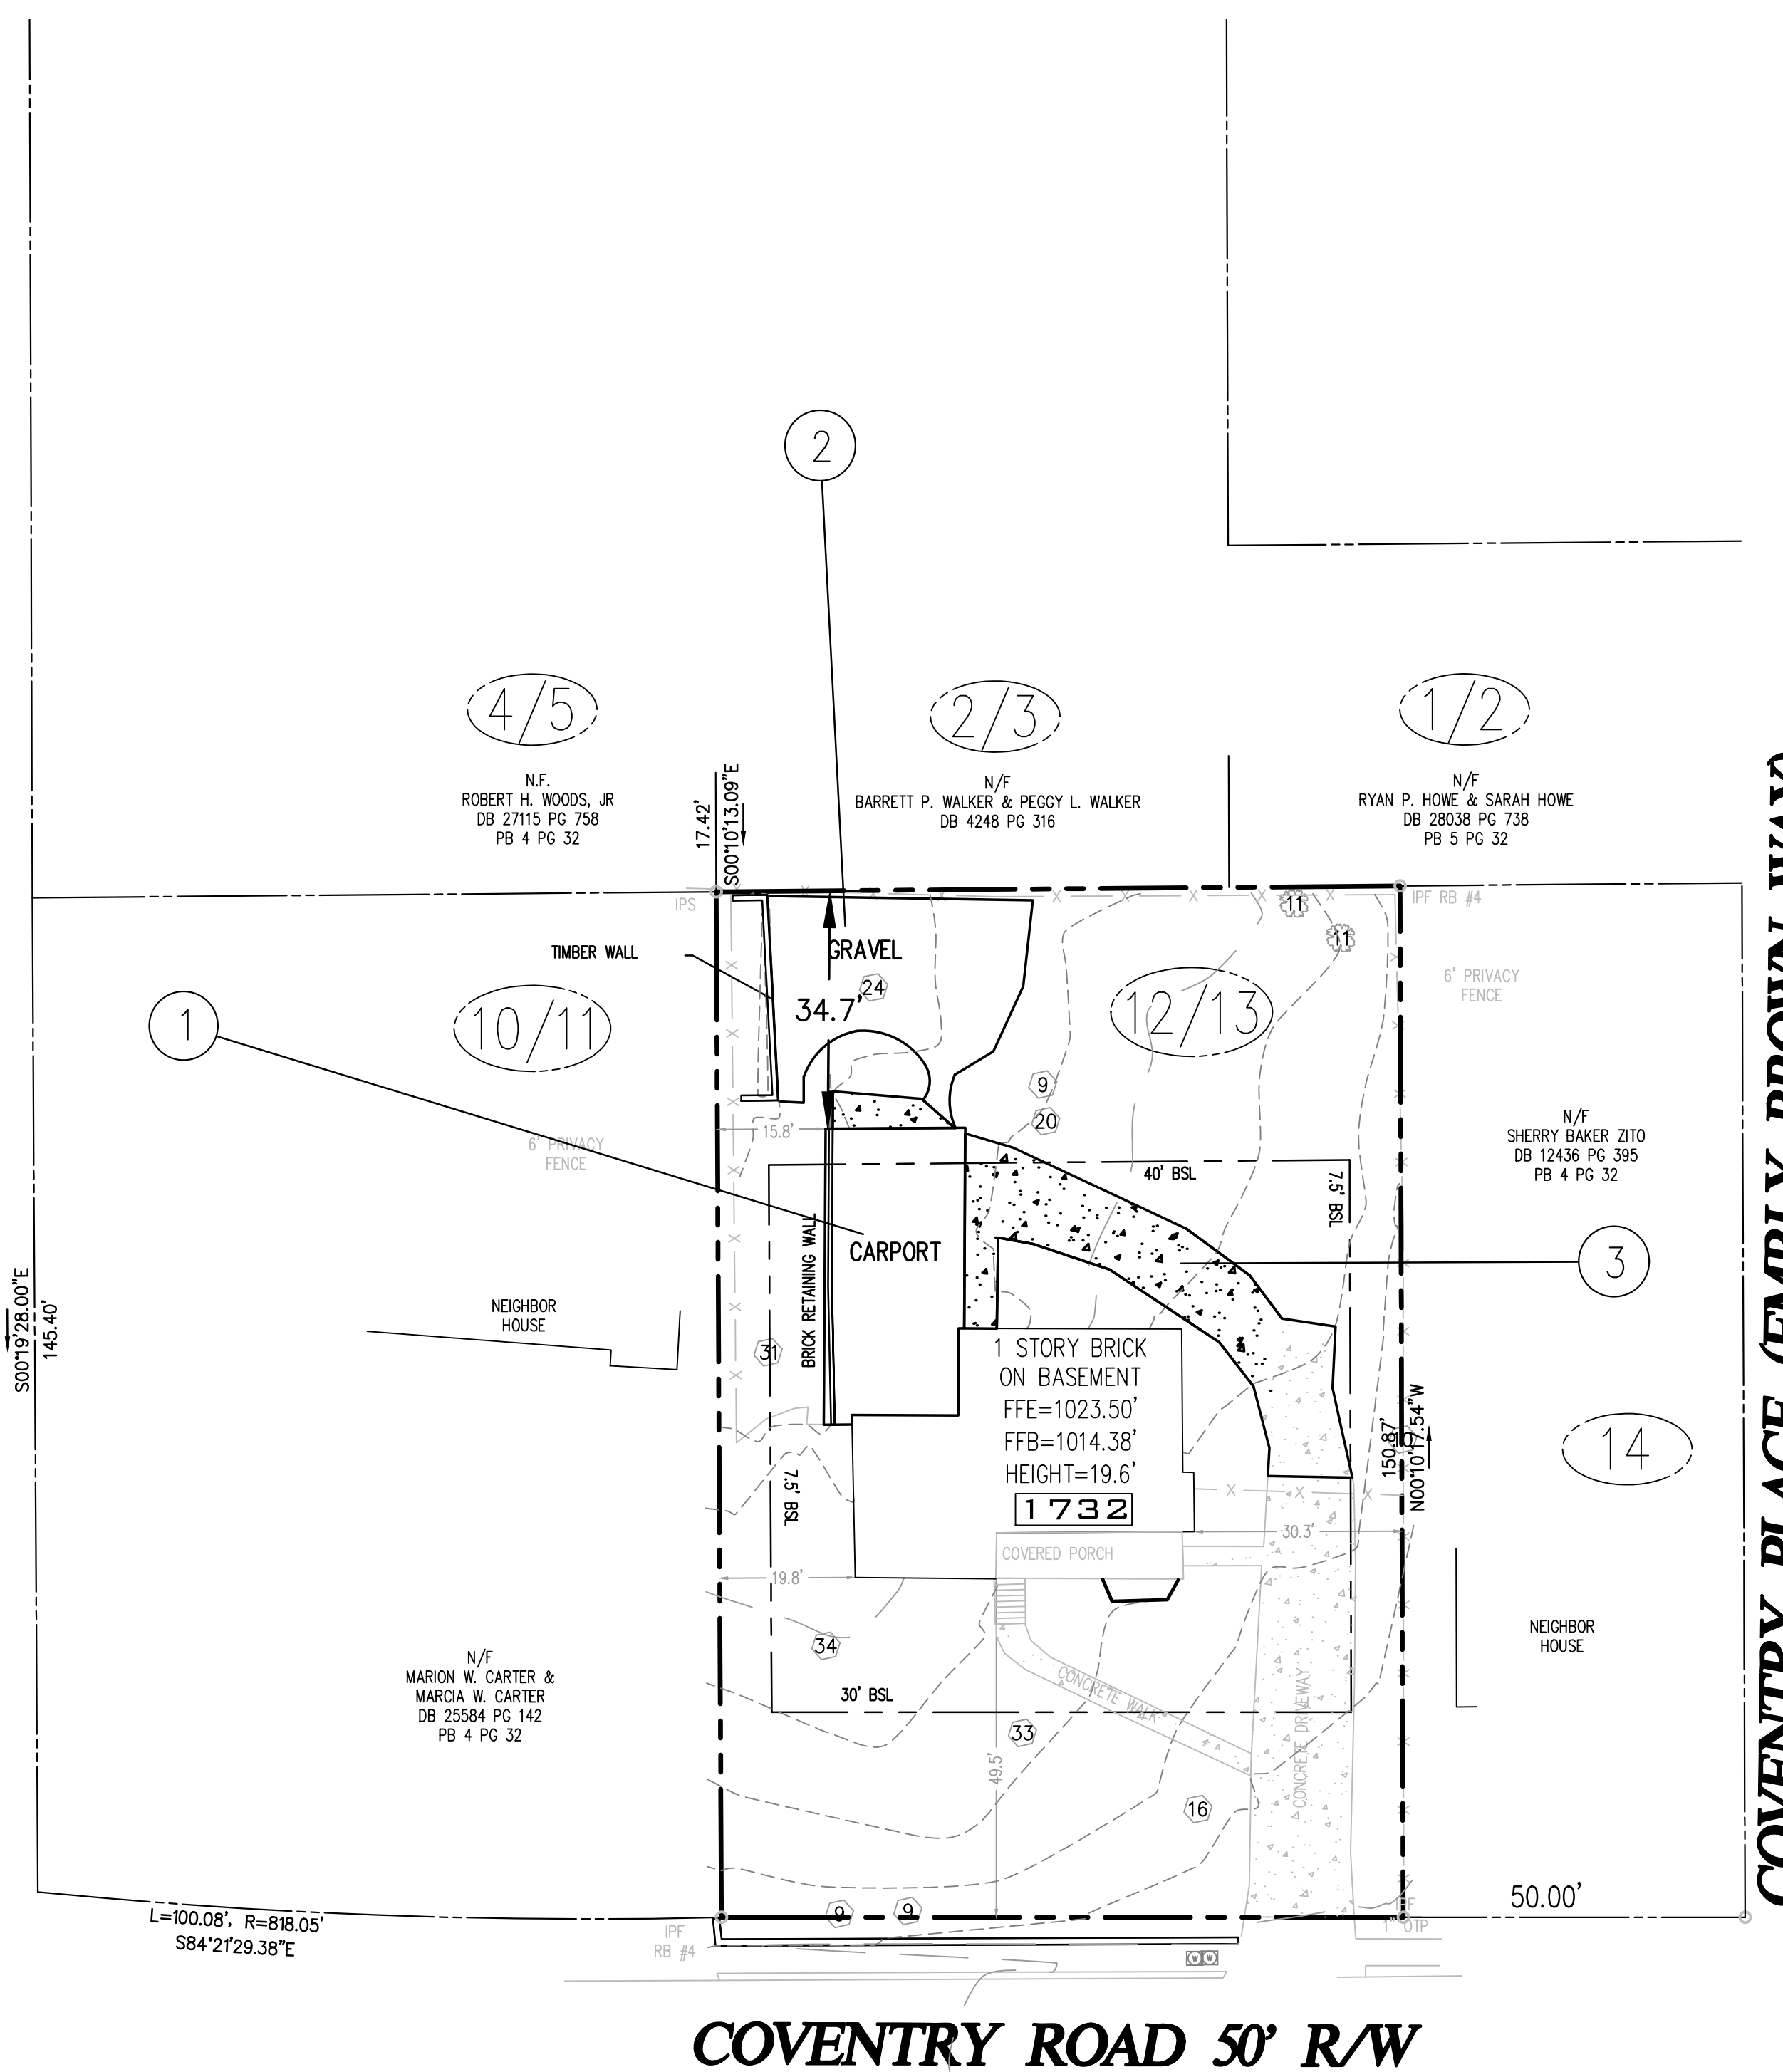 2
4/5
2/3
1/2
N.F.
ROBERT H. WOODS, JR
DB 27115 PG 758
PB 4 PG 32
17.42'
S00°10'13.09"E
N/F
BARRETT P. WALKER & PEGGY L. WALKER
DB 4248 PG 316
N/F
RYAN P. HOWE & SARAH HOWE
DB 28038 PG 738
PB 5 PG 32
IPS
11
IPF RB #4
11
TIMBER WALL
GRAVEL
24
34.7'
6' PRIVACY
FENCE
1
10/11
12/13
9
20
15.8'
6' PRIVACY
FENCE
N/F
SHERRY BAKER ZITO
DB 12436 PG 395
PB 4 PG 32
40' BSL
7.5' BSL
BRICK RETAINING WALL
CARPORT
3
S00°19'28.00"E
145.40'
NEIGHBOR
HOUSE
31
1 STORY BRICK
ON BASEMENT
FFE=1023.50'
FFB=1014.38'
HEIGHT=19.6'
1732
150.87'
N00°10'17.54"W
14
7.5' BSL
30.3'
COVERED PORCH
19.8'
34
NEIGHBOR
HOUSE
N/F
MARION W. CARTER &
MARCIA W. CARTER
DB 25584 PG 142
PB 4 PG 32
30' BSL
CONCRETE WALK
CONCRETE DRIVEWAY
33
49.5'
16
9
9
50.00'
L=100.08', R=818.05'
S84°21'29.38"E
IPF
RB #4
OTP
W W
COVENTRY ROAD 50' R/W
COVENTRY PLACE